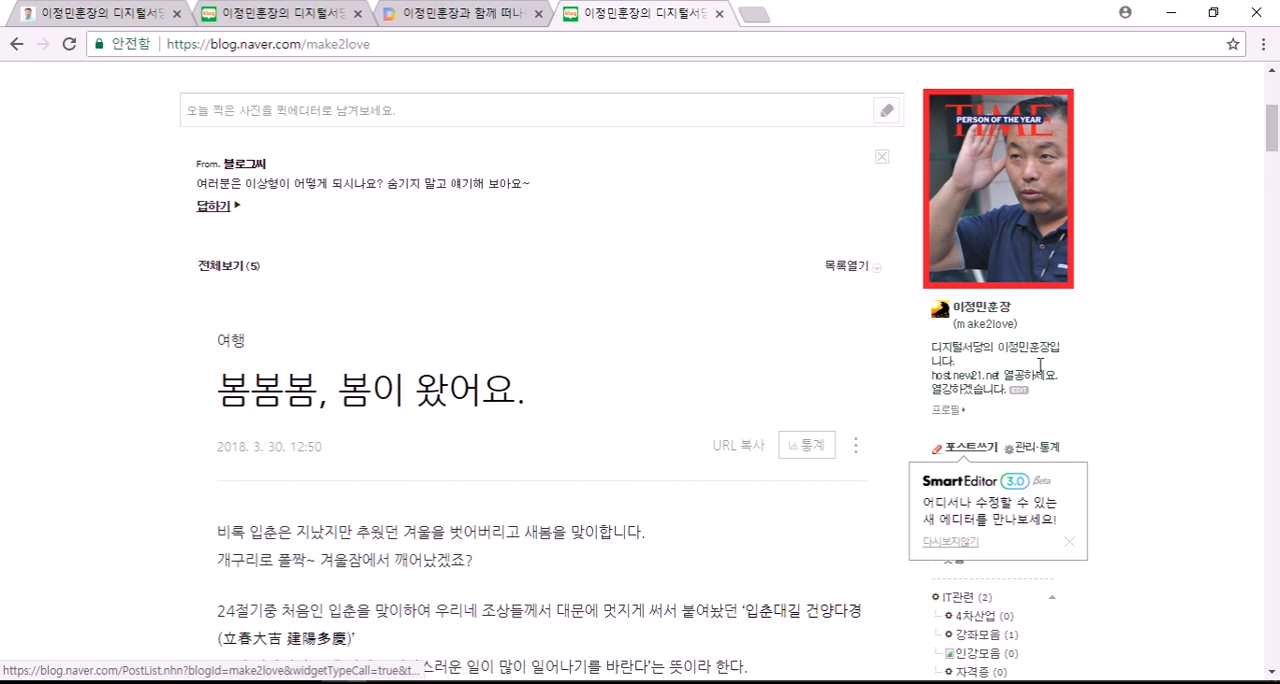 이정민훈장의 디지털서당
이정민훈장의 디지털서당
이정민훈장과 함께 떠나
이정민훈장의 디지털서당
안전함
https://blog.naver.com/make2love
오늘 찍은 사진을 퀵에디터로 남겨보세요.
From. 블로그씨
여러분은 이상형이 어떻게 되시나요? 숨기지 말고 얘기해 보아요~
답하기
전체보기 (5)
목록열기
여행
봄봄봄, 봄이 왔어요.
2018. 3. 30. 12:50
URL 복사
통계
비록 입춘은 지났지만 추웠던 겨울을 벗어버리고 새봄을 맞이합니다.
개구리로 폴짝~ 겨울잠에서 깨어났겠죠?
24절기중 처음인 입춘을 맞이하여 우리네 조상들께서 대문에 멋지게 써서 붙여놨던 ‘입춘대길 건양다경
(立春大吉 建陽多慶)’
스러운 일이 많이 일어나기를 바란다’는 뜻이라 한다.
https://blog.naver.com/PostList.nhn?blogId=make2love&widgetTypeCall=true&t...
TIME
PERSON OF THE YEAR
이정민훈장
(make2love)
디지털서당의 이정민훈장입
니다.
host.new21.net 열공하세요.
열강하겠습니다. EDIT
프로필
포스트쓰기
관리·통계
SmartEditor 3.0 Beta
어디서나 수정할 수 있는
새 에디터를 만나보세요!
다시보지않기
IT관련 (2)
4차산업 (0)
강좌모음 (1)
인강모음 (0)
자격증 (0)